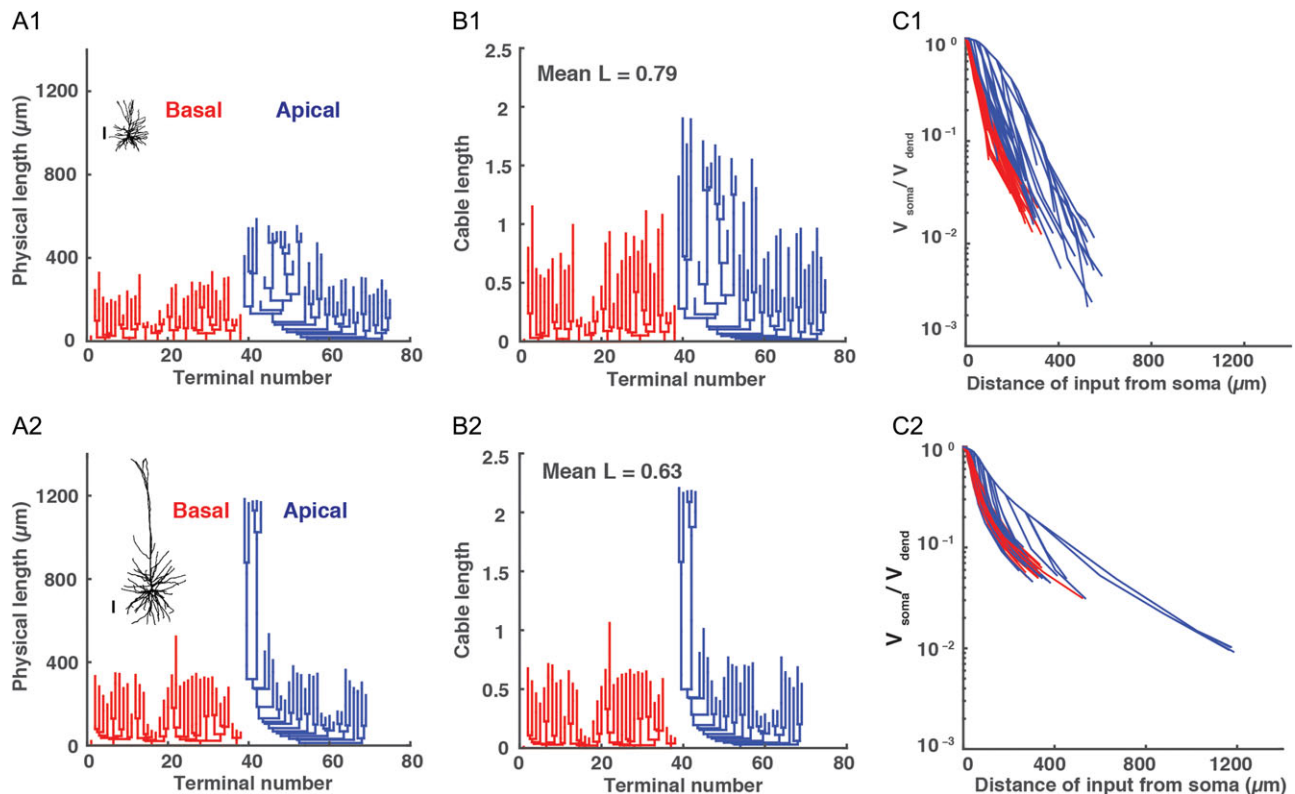 A1
Physical length (µm)
1200
800
400
0
0 20 40 60 80
Terminal number
Basal Apical
B1
Cable length
2.5
2
1.5
1
0.5
0
0 20 40 60 80
Terminal number
Mean L = 0.79
C1
V soma / V dend
10 0
10 -1
10 -2
10 -3
0 400 800 1200
Distance of input from soma (µm)
A2
Physical length (µm)
1200
800
400
0
0 20 40 60 80
Terminal number
Basal Apical
B2
Cable length
2.5
2
1.5
1
0.5
0
0 20 40 60 80
Terminal number
Mean L = 0.63
C2
V soma / V dend
10 0
10 -1
10 -2
10 -3
0 400 800 1200
Distance of input from soma (µm)